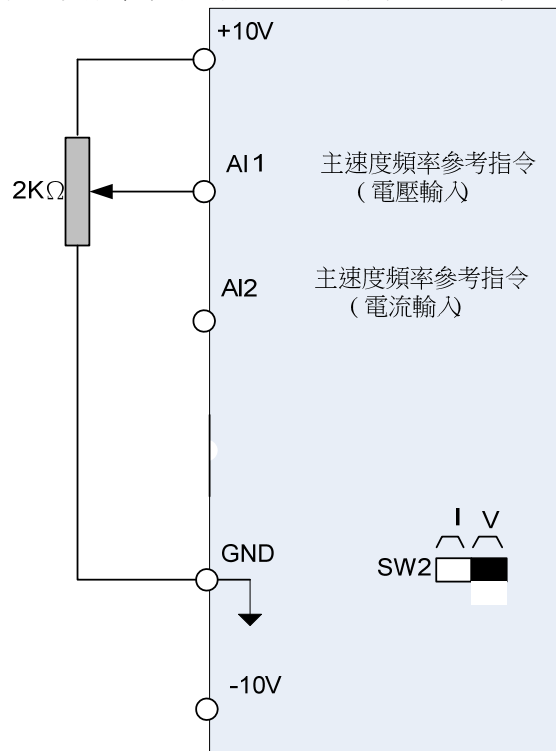 +10V
2KΩ
AI1
主速度頻率參考指令
(電壓輸入)
AI2
主速度頻率參考指令
(電流輸入)
I V
GND
SW2
-10V